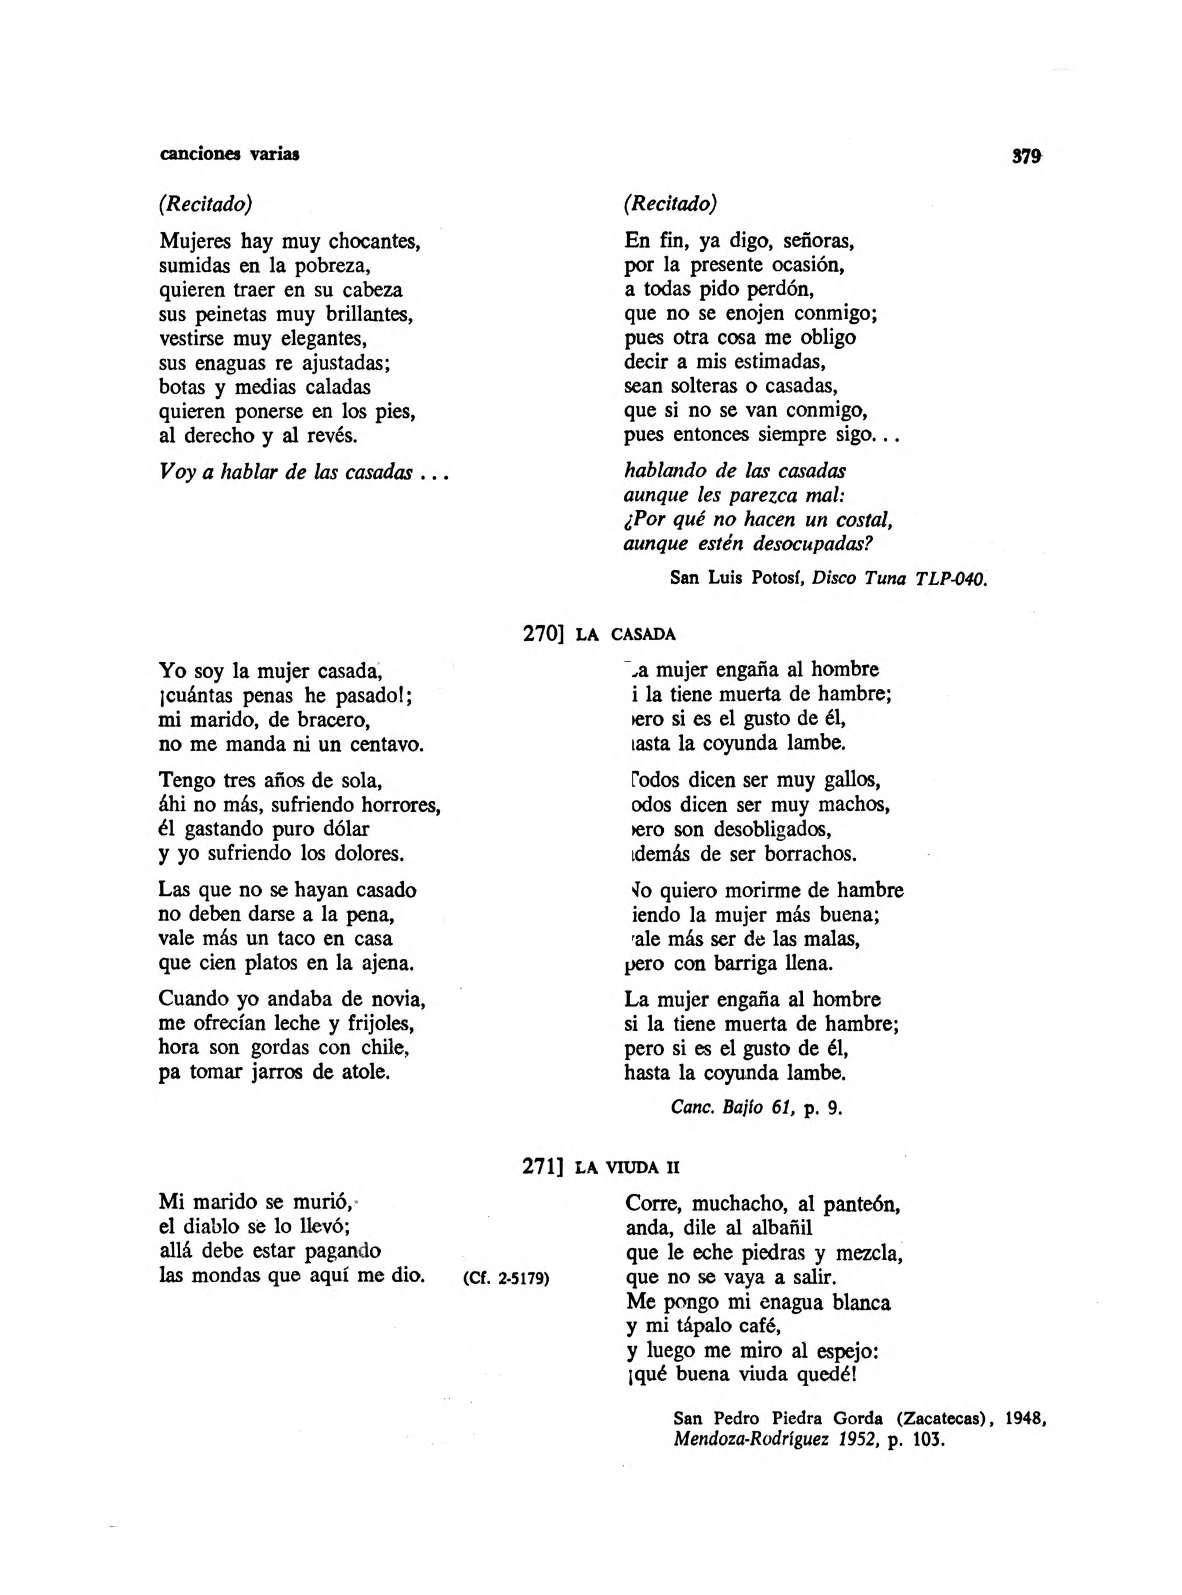 canciones varias 379
(Recitado)
Mujeres hay muy chocantes,
sumidas en la pobreza,
quieren traer en su cabeza
sus peinetas muy brillantes,
vestirse muy elegantes,
sus enaguas re ajustadas;
botas y medias caladas
quieren ponerse en los pies,
al derecho y al revés.
Voy a hablar de las casadas ...
(Recitado)
En fin, ya digo, señoras,
por la presente ocasión,
a todas pido perdón,
que no se enojen conmigo;
pues otra cosa me obligo
decir a mis estimadas,
sean solteras o casadas,
que si no se van conmigo,
pues entonces siempre sigo...
hablando de las casadas
aunque les parezca mal:
¿Por qué no hacen un costal,
aunque estén desocupadas?
San Luis Potosí, Disco Tuna TLP-040.
270] LA CASADA
Yo soy la mujer casada,
¡cuántas penas he pasado!;
mi marido, de bracero,
no me manda ni un centavo.
Tengo tres años de sola,
áhi no más, sufriendo horrores,
él gastando puro dólar
y yo sufriendo los dolores.
Las que no se hayan casado
no deben darse a la pena,
vale más un taco en casa
que cien platos en la ajena.
Cuando yo andaba de novia,
me ofrecían leche y frijoles,
hora son gordas con chile,
pa tomar jarros de atole.
a mujer engaña al hombre
i la tiene muerta de hambre;
ero si es el gusto de él,
asta la coyunda lambe.
Todos dicen ser muy gallos,
odos dicen ser muy machos,
ero son desobligados,
demás de ser borrachos.
No quiero morirme de hambre
iendo la mujer más buena;
ale más ser de las malas,
pero con barriga llena.
La mujer engaña al hombre
si la tiene muerta de hambre;
pero si es el gusto de él,
hasta la coyunda lambe.
Canc. Bajío 61, p. 9.
271] LA VIUDA II
Mi marido se murió,
el diablo se lo llevó;
allá debe estar pagando
las mondas que aquí me dio. (Cf. 2-5179)
Corre, muchacho, al panteón,
anda, dile al albañil
que le eche piedras y mezcla,
que no se vaya a salir.
Me pongo mi enagua blanca
y mi tápalo café,
y luego me miro al espejo:
¡qué buena viuda quedé!
San Pedro Piedra Gorda (Zacatecas), 1948,
Mendoza-Rodríguez 1952, p. 103.